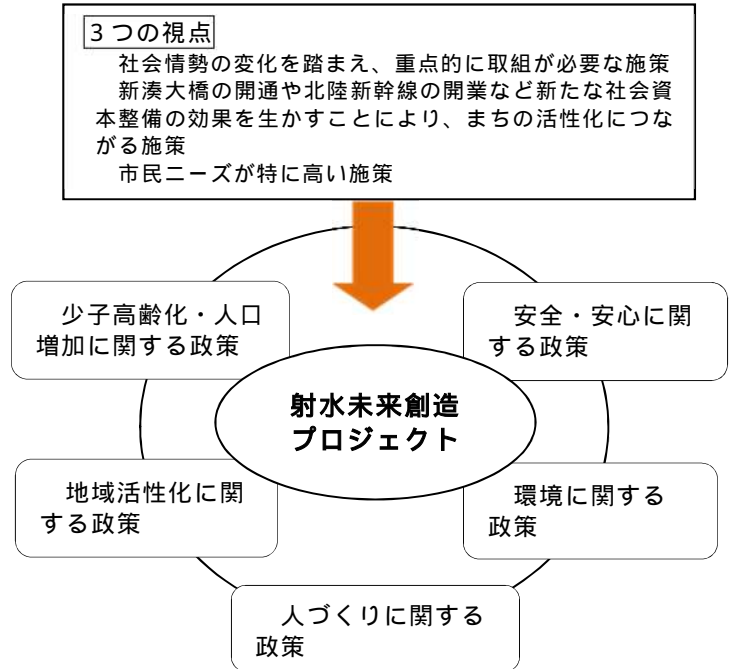 3つの視点
社会情勢の変化を踏まえ、重点的に取組が必要な施策
新湊大橋の開通や北陸新幹線の開業など新たな社会資
本整備の効果を生かすことにより、まちの活性化につな
がる施策
市民ニーズが特に高い施策
少子高齢化・人口
増加に関する政策
安全・安心に関
する政策
射水未来創造
プロジェクト
地域活性化に関
する政策
環境に関する
政策
人づくりに関する
政策